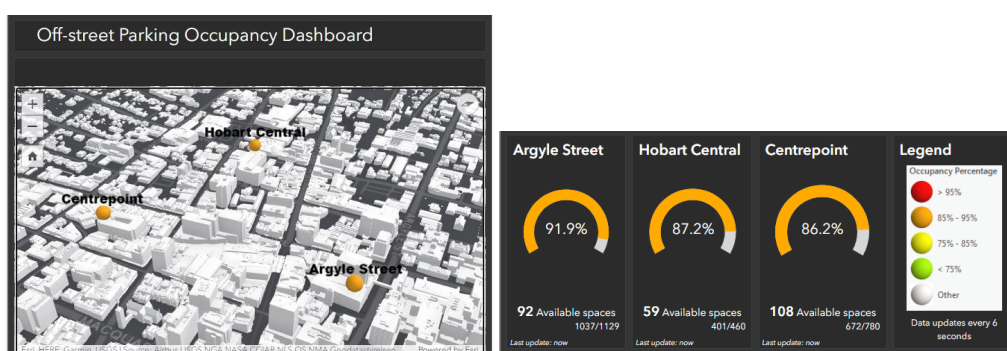 Off-street Parking Occupancy Dashboard
+
−
Hobart Central
Centrepoint
Argyle Street
Powered by Esri
Argyle Street
91.9%
92 Available spaces
1037/1129
Last update: now
Hobart Central
87.2%
59 Available spaces
401/460
Last update: now
Centrepoint
86.2%
108 Available spaces
672/780
Last update: now
Legend
Occupancy Percentage
> 95%
85% - 95%
75% - 85%
< 75%
Other
Data updates every 6
seconds